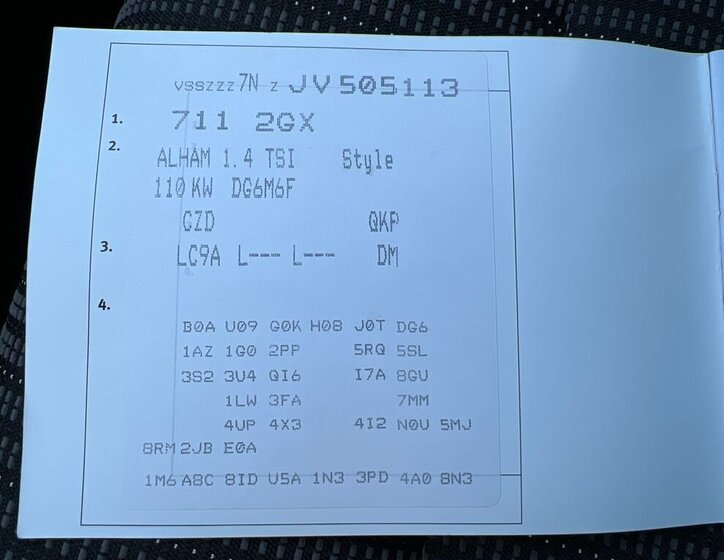 VSSZZZ 7N Z JV505113
1. 711 2GX
2. ALHAM 1.4 TSI Style
110 KW DG6M6F
GZD QKP
3. LC9A L--- L--- DM
4.
B0A U09 G0K H08 J0T DG6
1AZ 1G0 2PP 5RQ 5SL
3S2 3U4 QI6 I7A 8GU
1LW 3FA 7MM
4UP 4X3 4I2 N0U 5MJ
8RM 2JB E0A
1M6 A8C 8ID U5A 1N3 3PD 4A0 8N3